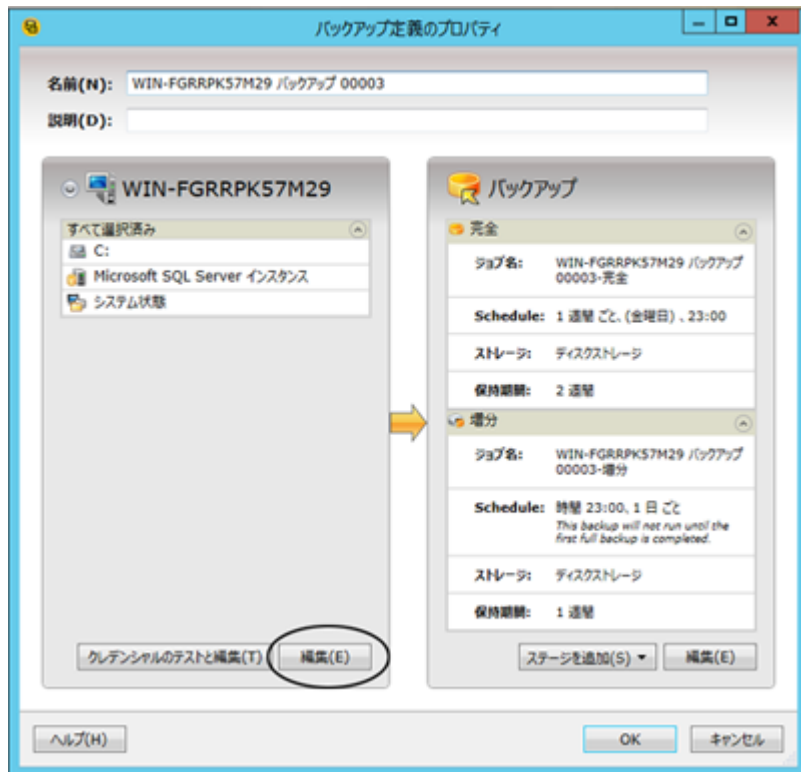 バックアップ定義のプロパティ
名前(N): WIN-FGRRPK57M29 バックアップ 00003
説明(D):
WIN-FGRRPK57M29
すべて選択済み
C:
Microsoft SQL Server インスタンス
システム状態
クレデンシャルのテストと編集(T)
編集(E)
バックアップ
完全
ジョブ名: WIN-FGRRPK57M29 バックアップ
00003-完全
Schedule: 1 週間 ごと、(金曜日) 、23:00
ストレージ: ディスクストレージ
保持期間: 2 週間
増分
ジョブ名: WIN-FGRRPK57M29 バックアップ
00003-増分
Schedule: 時間 23:00、1 日 ごと
This backup will not run until the
first full backup is completed.
ストレージ: ディスクストレージ
保持期間: 1 週間
ステージを追加(S)
編集(E)
ヘルプ(H)
OK
キャンセル